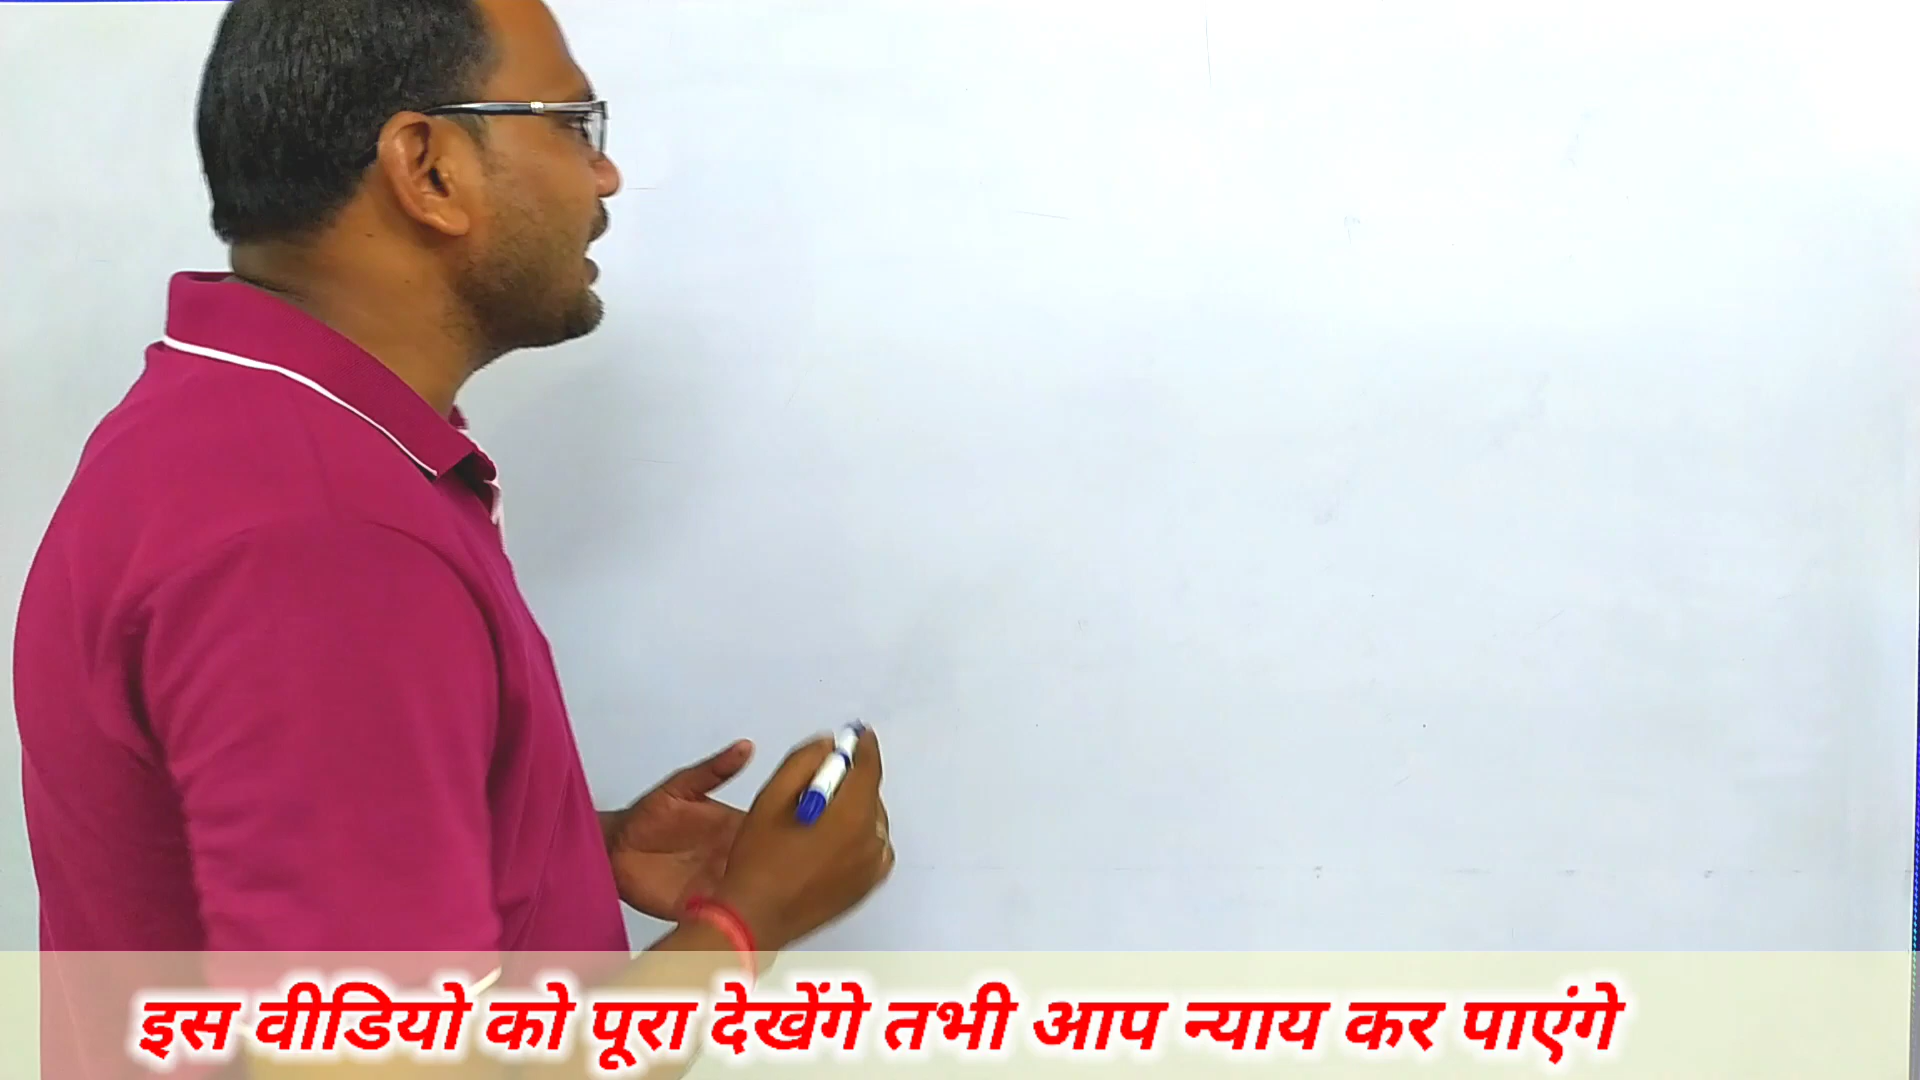 इस वीडियो को पूरा देखेंगे तभी आप न्याय कर पाएंगे